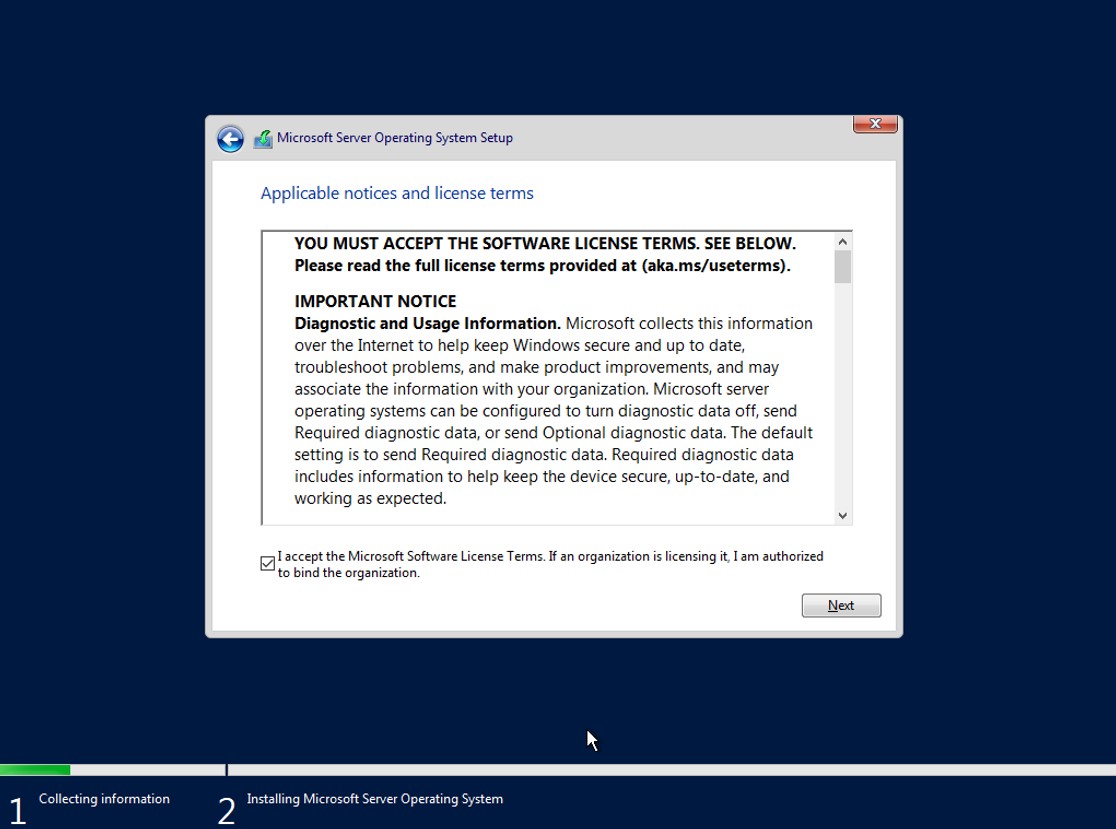 Microsoft Server Operating System Setup
Applicable notices and license terms
YOU MUST ACCEPT THE SOFTWARE LICENSE TERMS. SEE BELOW.
Please read the full license terms provided at (aka.ms/useterms).
IMPORTANT NOTICE
Diagnostic and Usage Information. Microsoft collects this information
over the Internet to help keep Windows secure and up to date,
troubleshoot problems, and make product improvements, and may
associate the information with your organization. Microsoft server
operating systems can be configured to turn diagnostic data off, send
Required diagnostic data, or send Optional diagnostic data. The default
setting is to send Required diagnostic data. Required diagnostic data
includes information to help keep the device secure, up-to-date, and
working as expected.
I accept the Microsoft Software License Terms. If an organization is licensing it, I am authorized
to bind the organization.
Next
1 Collecting information
2 Installing Microsoft Server Operating System